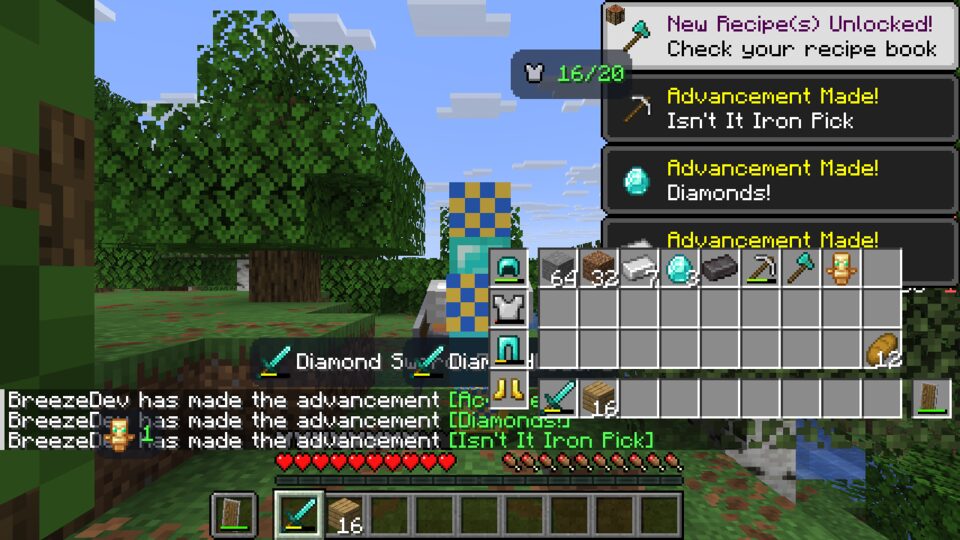 New Recipe(s) Unlocked!
Check your recipe book
16/20
Advancement Made!
Isn't It Iron Pick
Advancement Made!
Diamonds!
Advancement Made!
64
32
7
3
12
Diamond
BreezeDev has made the advancement
BreezeDev has made the advancement [Diamonds!]
has made the advancement [Isn't It Iron Pick]
1
16
16